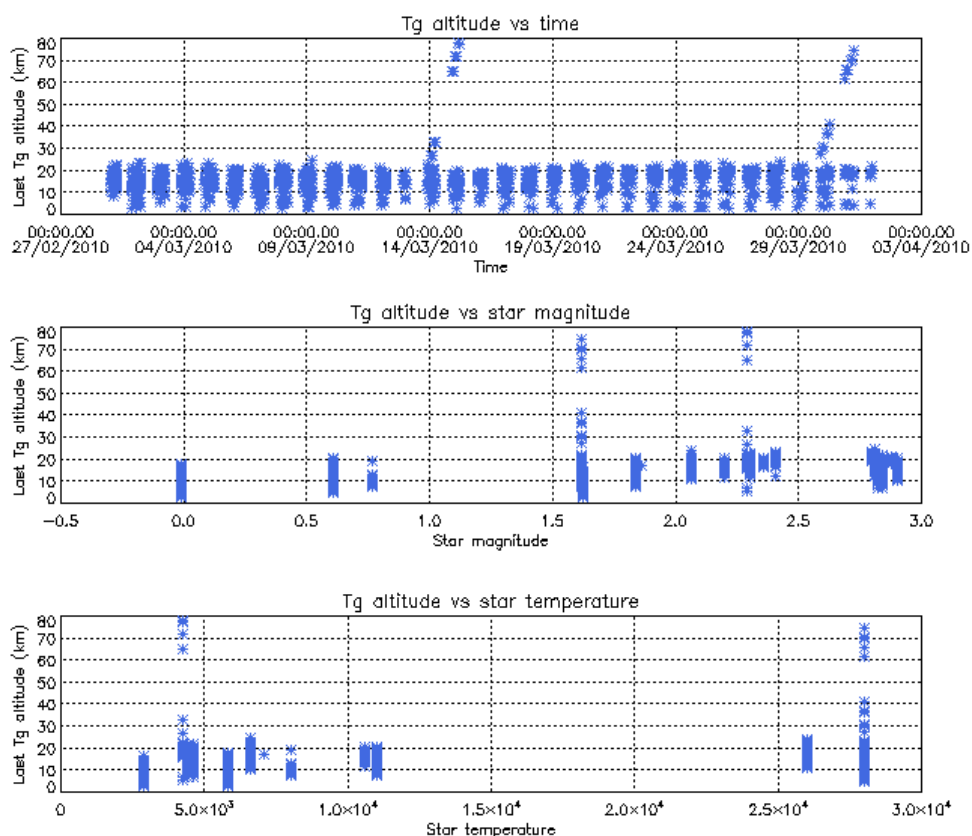 Tg altitude vs time
Last Tg altitude (km)
80
70
60
50
40
30
20
10
0
00:00.00 00:00.00 00:00.00 00:00.00 00:00.00 00:00.00 00:00.00 00:00.00
27/02/2010 04/03/2010 09/03/2010 14/03/2010 19/03/2010 24/03/2010 29/03/2010 03/04/2010
Time
Tg altitude vs star magnitude
Last Tg altitude (km)
80
70
60
50
40
30
20
10
0
-0.5 0.0 0.5 1.0 1.5 2.0 2.5 3.0
Star magnitude
Tg altitude vs star temperature
Last Tg altitude (km)
80
70
60
50
40
30
20
10
0
0 5.0×10³ 1.0×10⁴ 1.5×10⁴ 2.0×10⁴ 2.5×10⁴ 3.0×10⁴
Star temperature